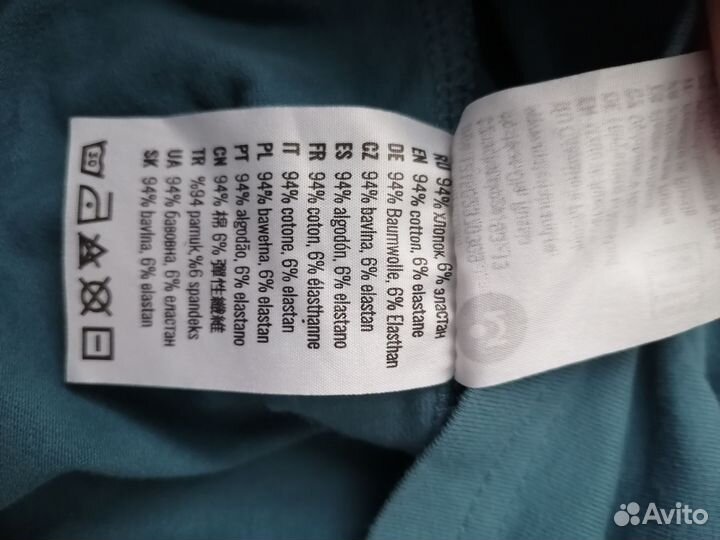 RU 94% хлопок, 6% эластан
EN 94% cotton, 6% elastane
DE 94% Baumwolle, 6% Elasthan
CZ 94% bavlna, 6% elastan
ES 94% algodón, 6% elastano
FR 94% coton, 6% élasthanne
IT 94% cotone, 6% elastan
PL 94% bawełna, 6% elastan
PT 94% algodão, 6% elastano
CN 94% 棉 6% 彈性纖維
TR %94 pamuk,%6 spandeks
UA 94% бавовна, 6% еластан
SK 94% bavlna, 6% elastan
30
Avito